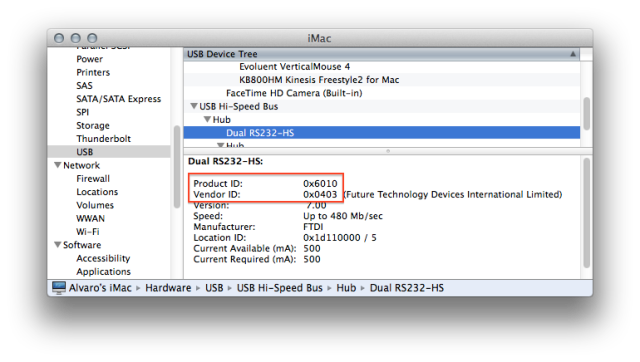 iMac
Parallel SCSI
Power
Printers
SAS
SATA/SATA Express
SPI
Storage
Thunderbolt
USB
Network
Firewall
Locations
Volumes
WWAN
Wi-Fi
Software
Accessibility
Applications
USB Device Tree
Evoluent VerticalMouse 4
KB800HM Kinesis Freestyle2 for Mac
FaceTime HD Camera (Built-in)
USB Hi-Speed Bus
Hub
Dual RS232-HS
Hub
Dual RS232-HS:
Product ID: 0x6010
Vendor ID: 0x0403 (Future Technology Devices International Limited)
Version: 7.00
Speed: Up to 480 Mb/sec
Manufacturer: FTDI
Location ID: 0x1d110000 / 5
Current Available (mA): 500
Current Required (mA): 500
Alvaro's iMac ▸ Hardware ▸ USB ▸ USB Hi-Speed Bus ▸ Hub ▸ Dual RS232-HS